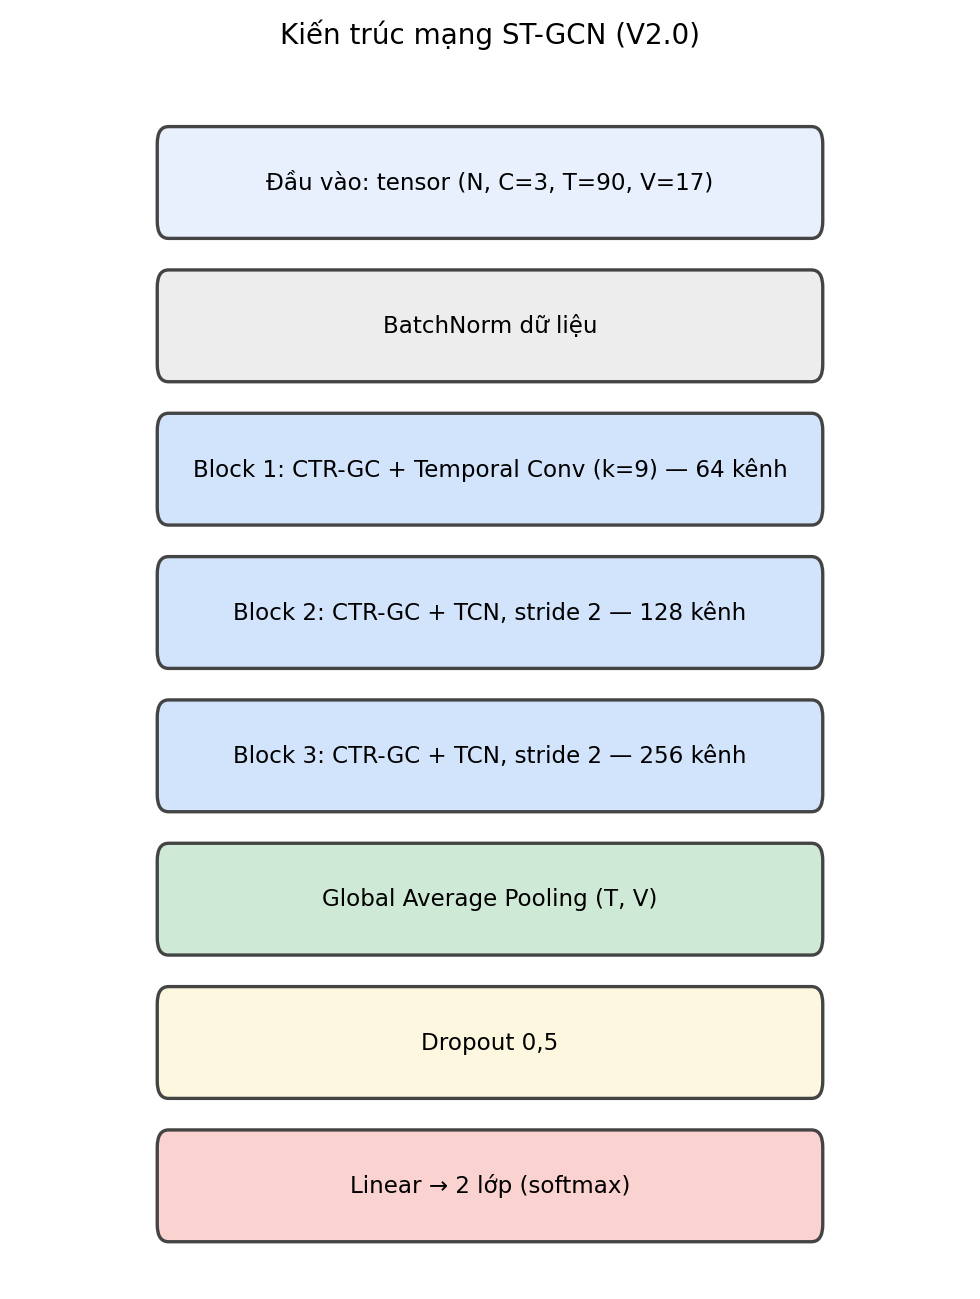 Kiến trúc mạng ST-GCN (V2.0)
Đầu vào: tensor (N, C=3, T=90, V=17)
BatchNorm dữ liệu
Block 1: CTR-GC + Temporal Conv (k=9) — 64 kênh
Block 2: CTR-GC + TCN, stride 2 — 128 kênh
Block 3: CTR-GC + TCN, stride 2 — 256 kênh
Global Average Pooling (T, V)
Dropout 0,5
Linear → 2 lớp (softmax)